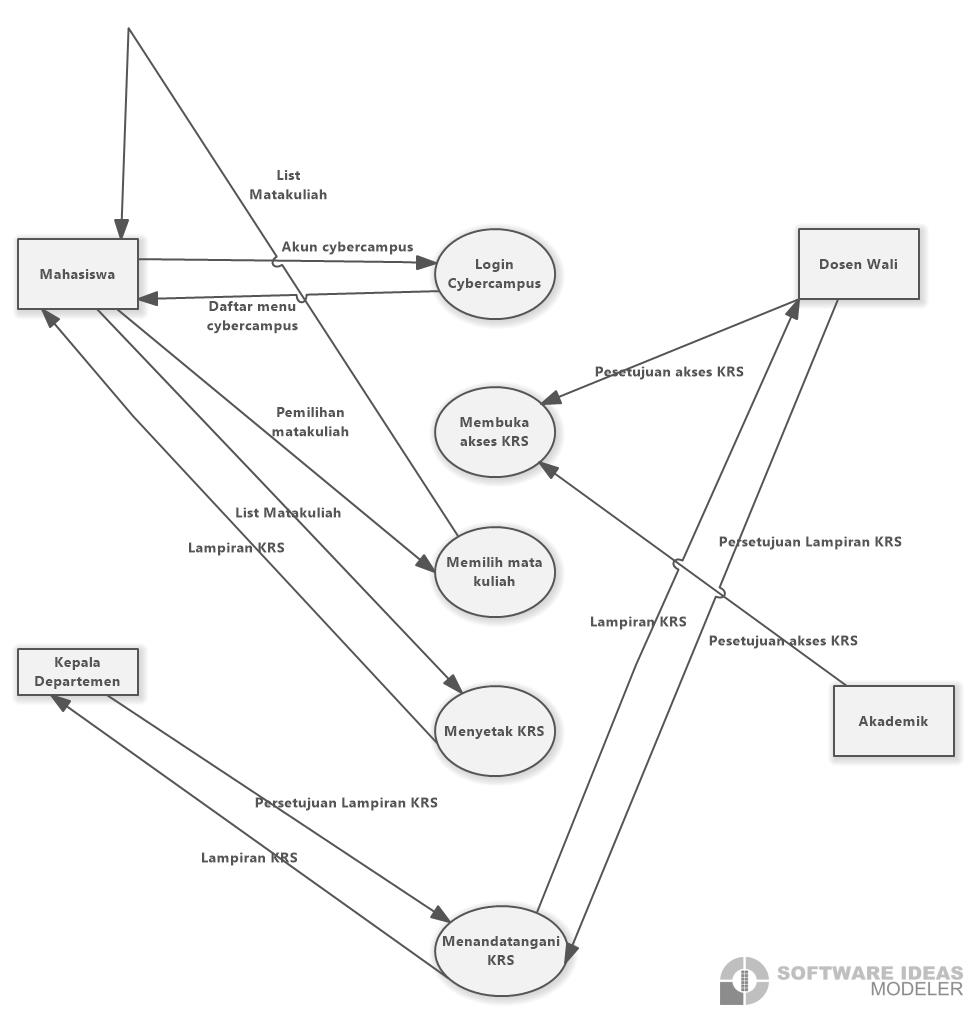 List
Matakuliah
Akun cybercampus
Login
Cybercampus
Mahasiswa
Dosen Wali
Daftar menu
cybercampus
Pesetujuan akses KRS
Pemilihan
matakuliah
Membuka
akses KRS
List Matakuliah
Lampiran KRS
Memilih mata
kuliah
Persetujuan Lampiran KRS
Lampiran KRS
Pesetujuan akses KRS
Kepala
Departemen
Menyetak KRS
Akademik
Persetujuan Lampiran KRS
Lampiran KRS
Menandatangani
KRS
SOFTWARE IDEAS
MODELER